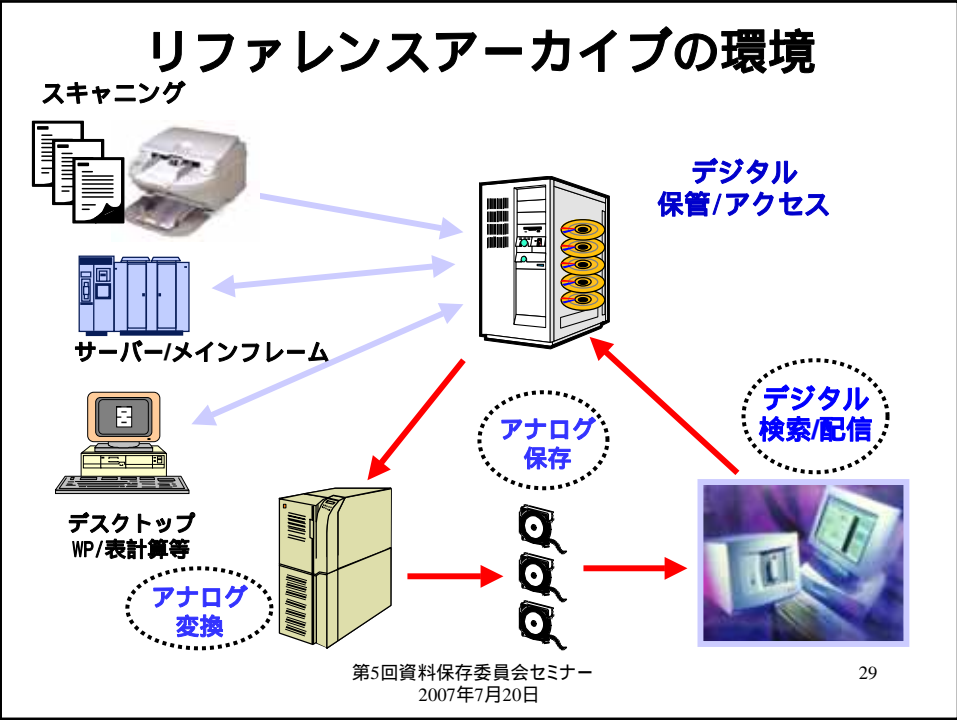 リファレンスアーカイブの環境
スキャニング
デジタル
保管/アクセス
サーバー/メインフレーム
デジタル
検索/配信
アナログ
保存
デスクトップ
WP/表計算等
アナログ
変換
第5回資料保存委員会セミナー
2007年7月20日
29